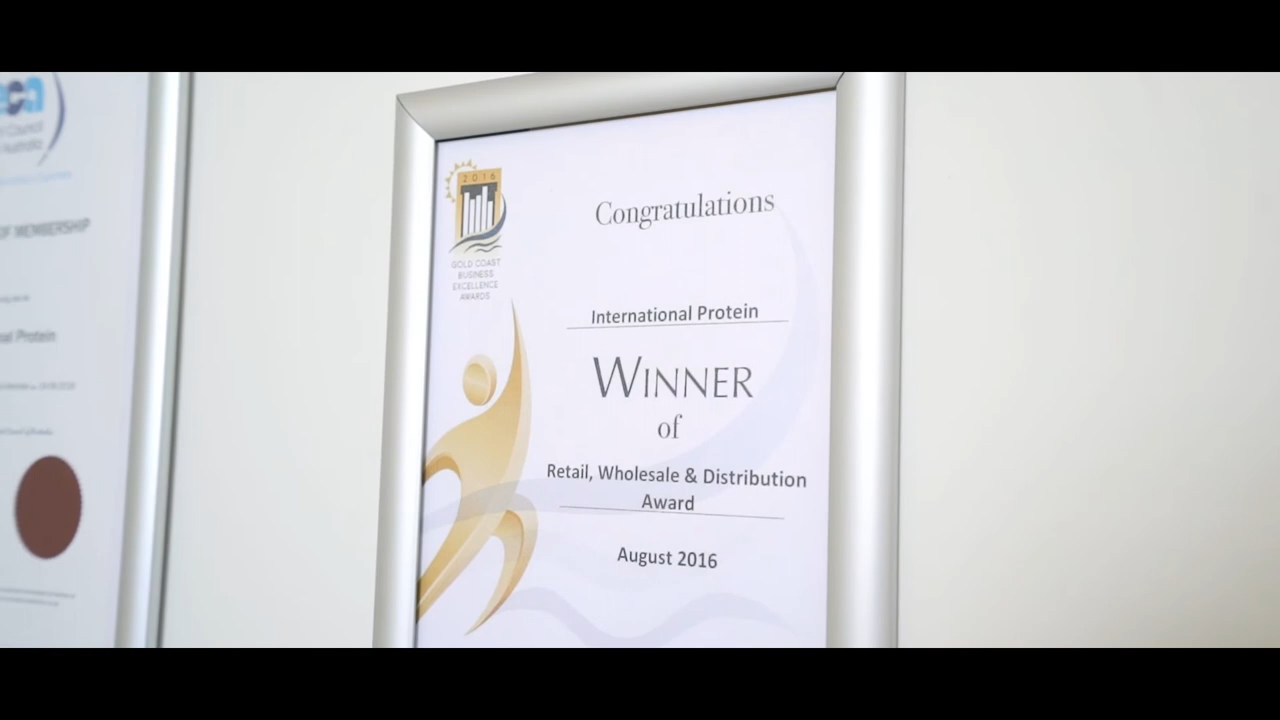 OF MEMBERSHIP
Protein
2016
GOLD COAST
BUSINESS
EXCELLENCE
AWARDS
Congratulations
International Protein
WINNER
of
Retail, Wholesale & Distribution
Award
August 2016